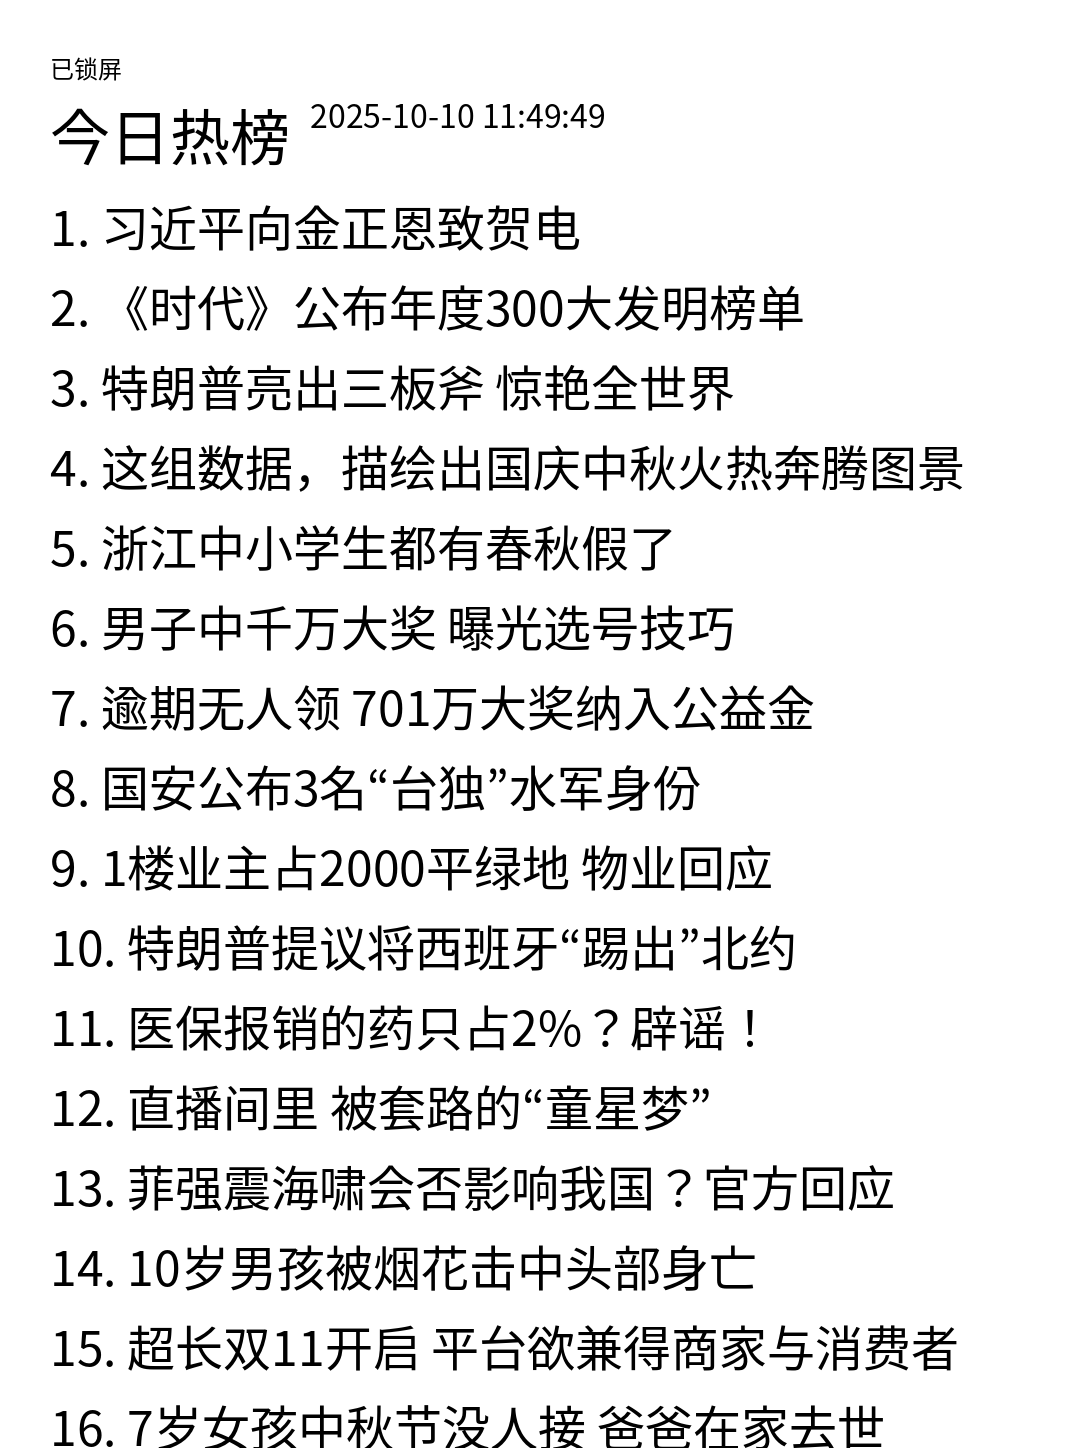 已锁屏
今日热榜 2025-10-10 11:49:49
1. 习近平向金正恩致贺电
2. 《时代》公布年度300大发明榜单
3. 特朗普亮出三板斧 惊艳全世界
4. 这组数据，描绘出国庆中秋火热奔腾图景
5. 浙江中小学生都有春秋假了
6. 男子中千万大奖 曝光选号技巧
7. 逾期无人领 701万大奖纳入公益金
8. 国安公布3名“台独”水军身份
9. 1楼业主占2000平绿地 物业回应
10. 特朗普提议将西班牙“踢出”北约
11. 医保报销的药只占2%？辟谣！
12. 直播间里 被套路的“童星梦”
13. 菲强震海啸会否影响我国？官方回应
14. 10岁男孩被烟花击中头部身亡
15. 超长双11开启 平台欲兼得商家与消费者
16. 7岁女孩中秋节没人接 爸爸在家去世